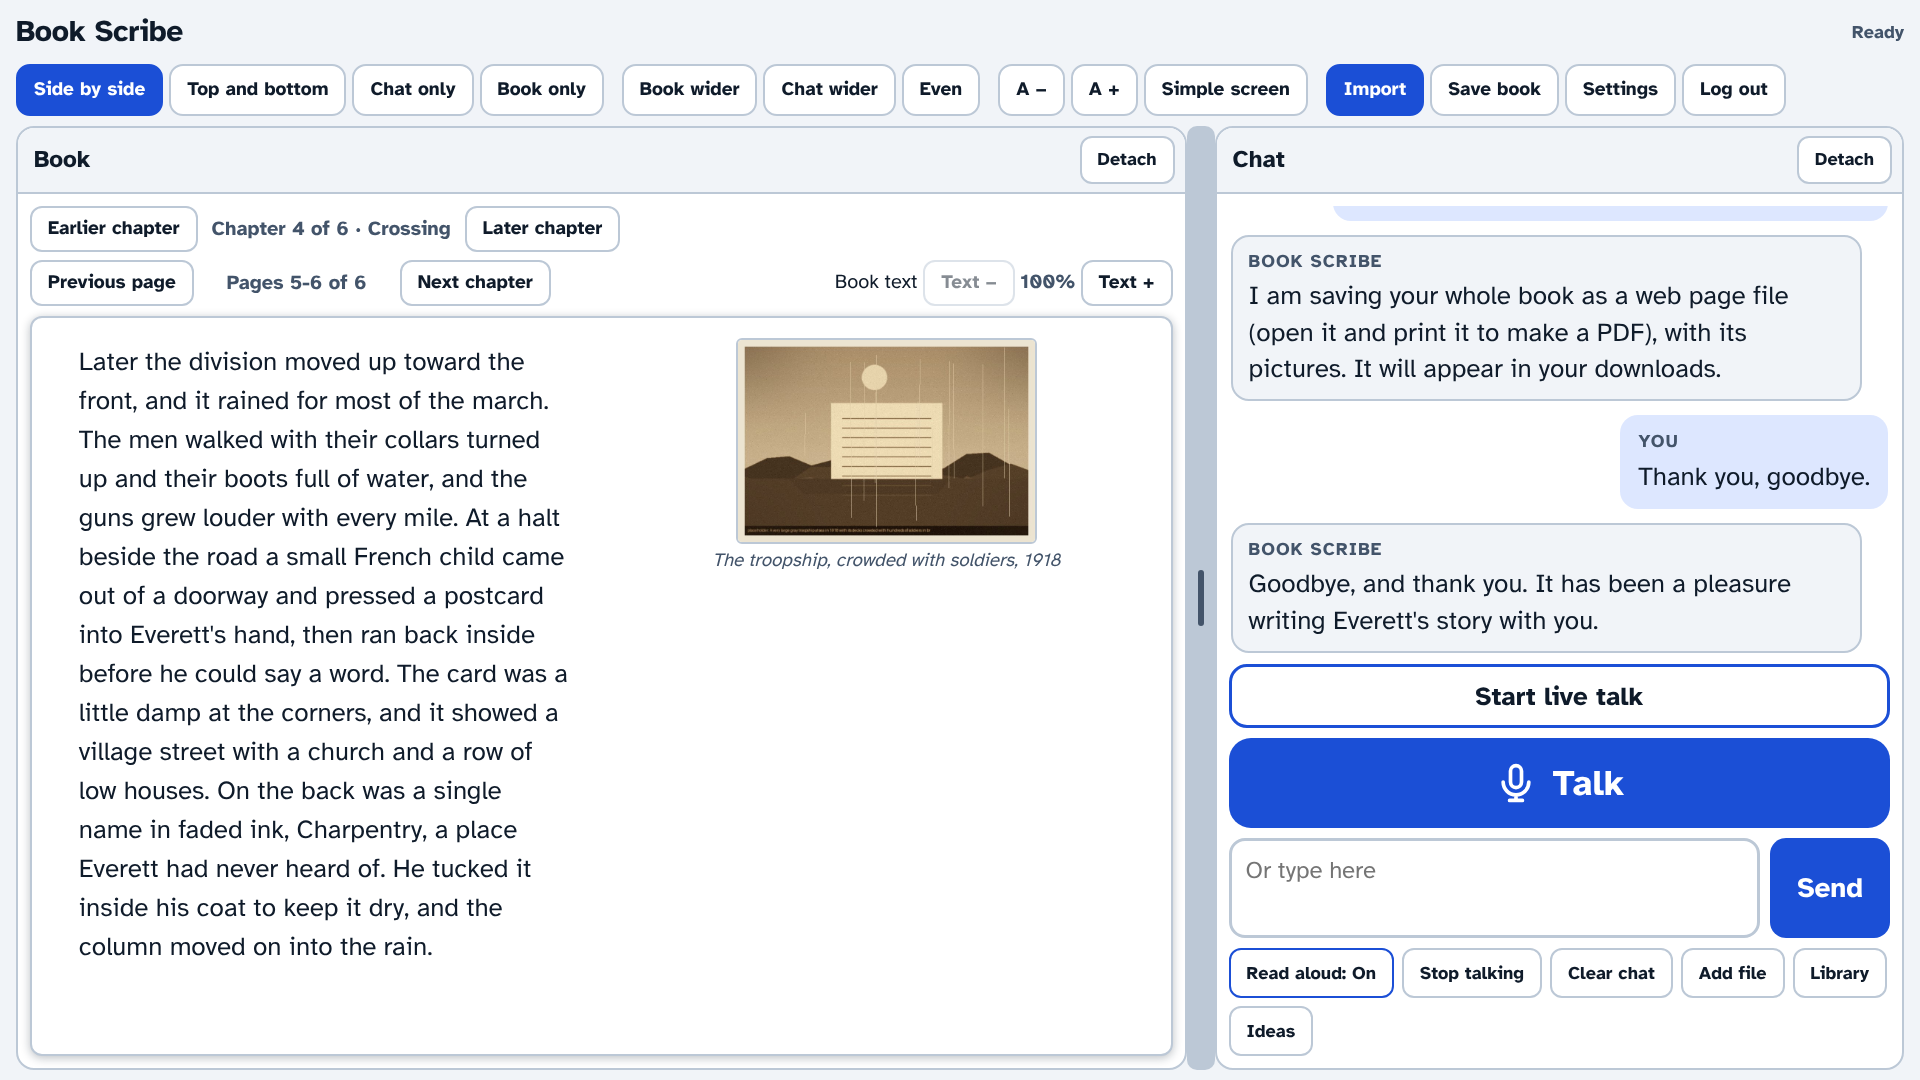 Book Scribe
Ready
Side by side
Top and bottom
Chat only
Book only
Book wider
Chat wider
Even
A –
A +
Simple screen
Import
Save book
Settings
Log out
Book
Detach
Earlier chapter
Chapter 4 of 6 · Crossing
Later chapter
Previous page
Pages 5-6 of 6
Next chapter
Book text
Text –
100%
Text +
Later the division moved up toward the
front, and it rained for most of the march.
The men walked with their collars turned
up and their boots full of water, and the
guns grew louder with every mile. At a halt
beside the road a small French child came
out of a doorway and pressed a postcard
into Everett's hand, then ran back inside
before he could say a word. The card was a
little damp at the corners, and it showed a
village street with a church and a row of
low houses. On the back was a single
name in faded ink, Charpentry, a place
Everett had never heard of. He tucked it
inside his coat to keep it dry, and the
column moved on into the rain.
The troopship, crowded with soldiers, 1918
Chat
Detach
BOOK SCRIBE
I am saving your whole book as a web page file
(open it and print it to make a PDF), with its
pictures. It will appear in your downloads.
YOU
Thank you, goodbye.
BOOK SCRIBE
Goodbye, and thank you. It has been a pleasure
writing Everett's story with you.
Start live talk
Talk
Or type here
Send
Read aloud: On
Stop talking
Clear chat
Add file
Library
Ideas